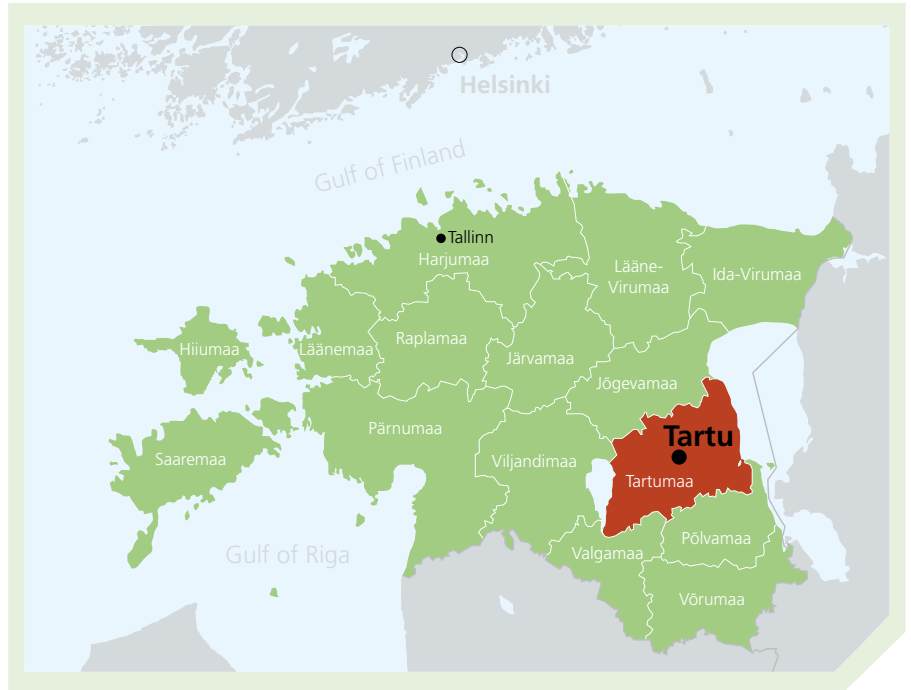 Helsinki
Gulf of Finland
Tallinn
Harjumaa
Lääne-
Virumaa
Ida-Virumaa
Hiiumaa
Läänemaa
Raplamaa
Järvamaa
Jõgevamaa
Pärnumaa
Tartu
Saaremaa
Viljandimaa
Tartumaa
Gulf of Riga
Valgamaa
Põlvamaa
Võrumaa